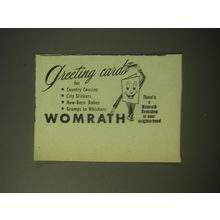 Greeting cards
for
• Country Cousins
• City Slickers
• New-Born Babes
• Gramps in Whiskers
WOMRATH
There's
a
Womrath
Bookshop
in your
neighborhood